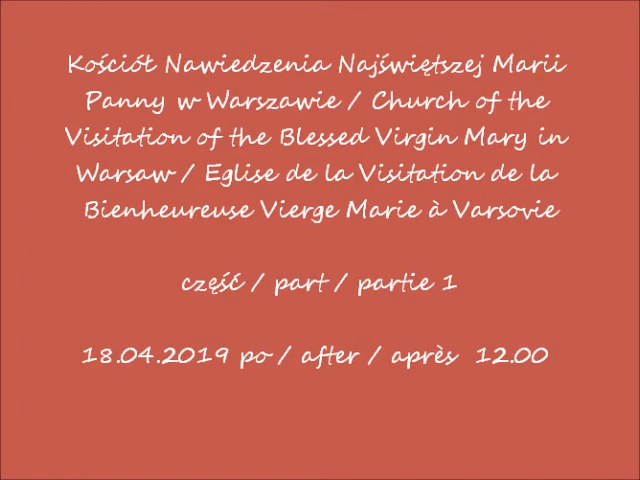 Kościół Nawiedzenia Najświętszej Marii
Panny w Warszawie / Church of the
Visitation of the Blessed Virgin Mary in
Warsaw / Eglise de la Visitation de la
Bienheureuse Vierge Marie à Varsovie
część / part / partie 1
18.04.2019 po / after / après 12.00